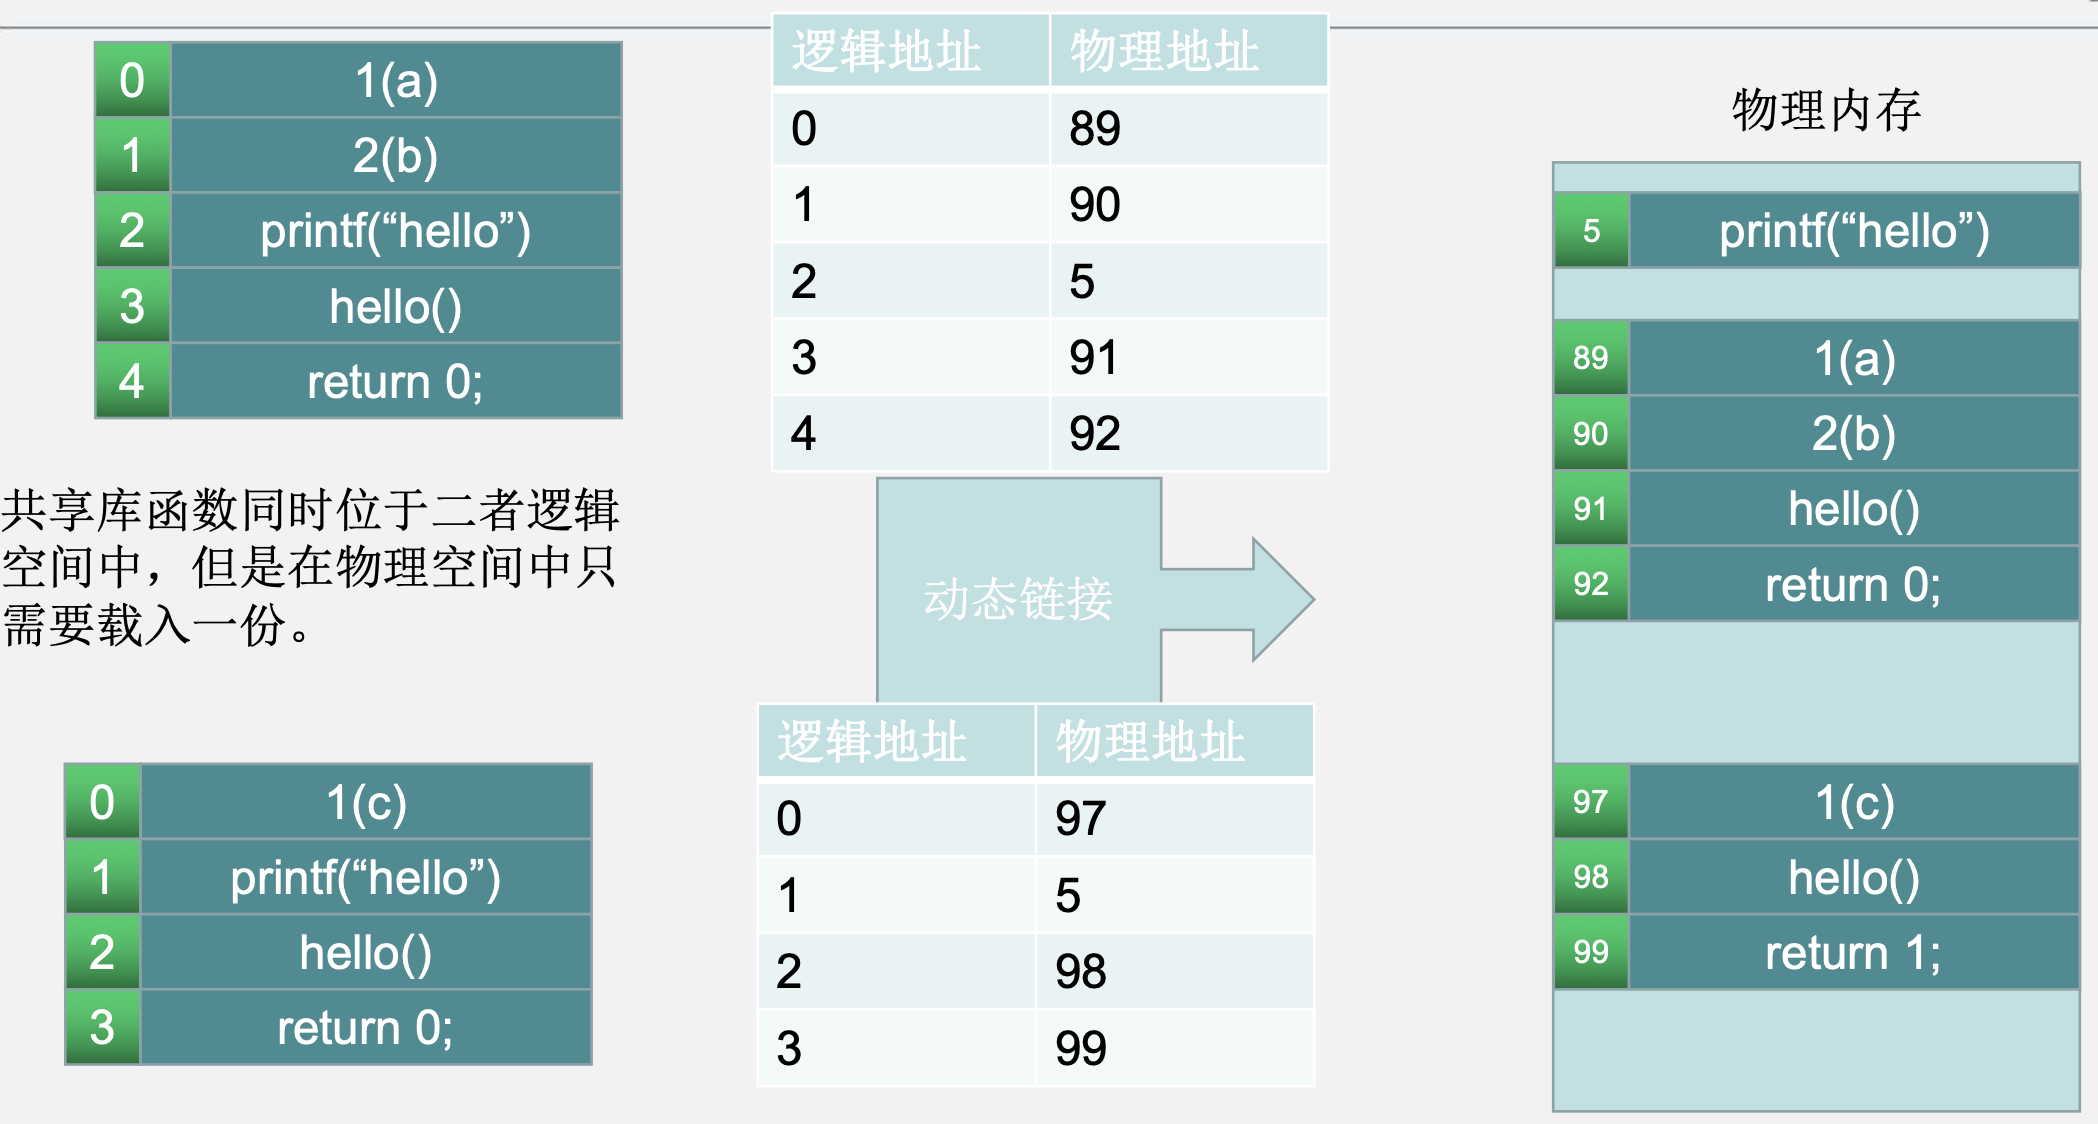 0 1(a)
1 2(b)
2 printf(“hello”)
3 hello()
4 return 0;
共享库函数同时位于二者逻辑
空间中，但是在物理空间中只
需要载入一份。
0 1(c)
1 printf(“hello”)
2 hello()
3 return 0;
逻辑地址 物理地址
0 89
1 90
2 5
3 91
4 92
动态链接
逻辑地址 物理地址
0 97
1 5
2 98
3 99
物理内存
5 printf(“hello”)
89 1(a)
90 2(b)
91 hello()
92 return 0;
97 1(c)
98 hello()
99 return 1;